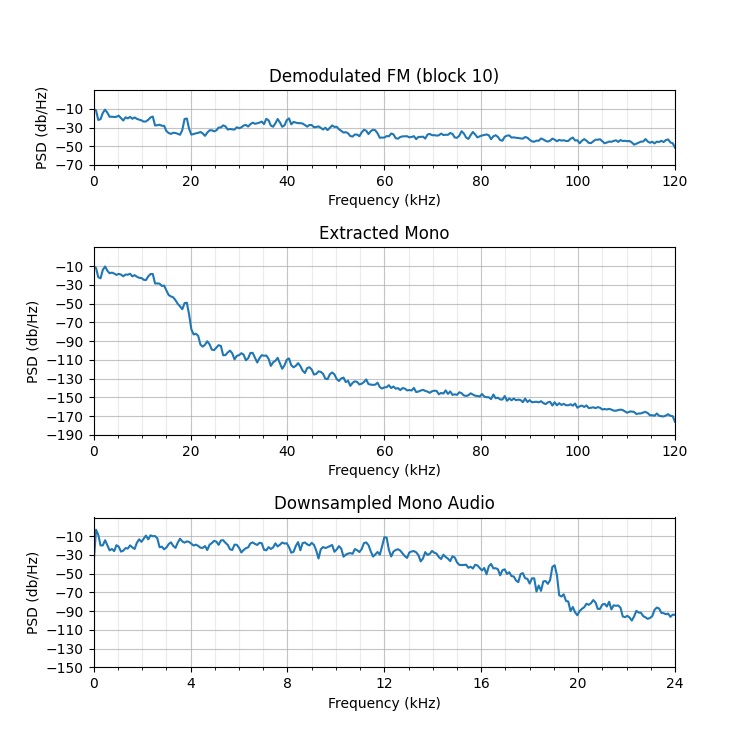 Demodulated FM (block 10)
PSD (db/Hz)
−10
−30
−50
−70
0 20 40 60 80 100 120
Frequency (kHz)
Extracted Mono
PSD (db/Hz)
−10
−30
−50
−70
−90
−110
−130
−150
−170
−190
0 20 40 60 80 100 120
Frequency (kHz)
Downsampled Mono Audio
PSD (db/Hz)
−10
−30
−50
−70
−90
−110
−130
−150
0 4 8 12 16 20 24
Frequency (kHz)